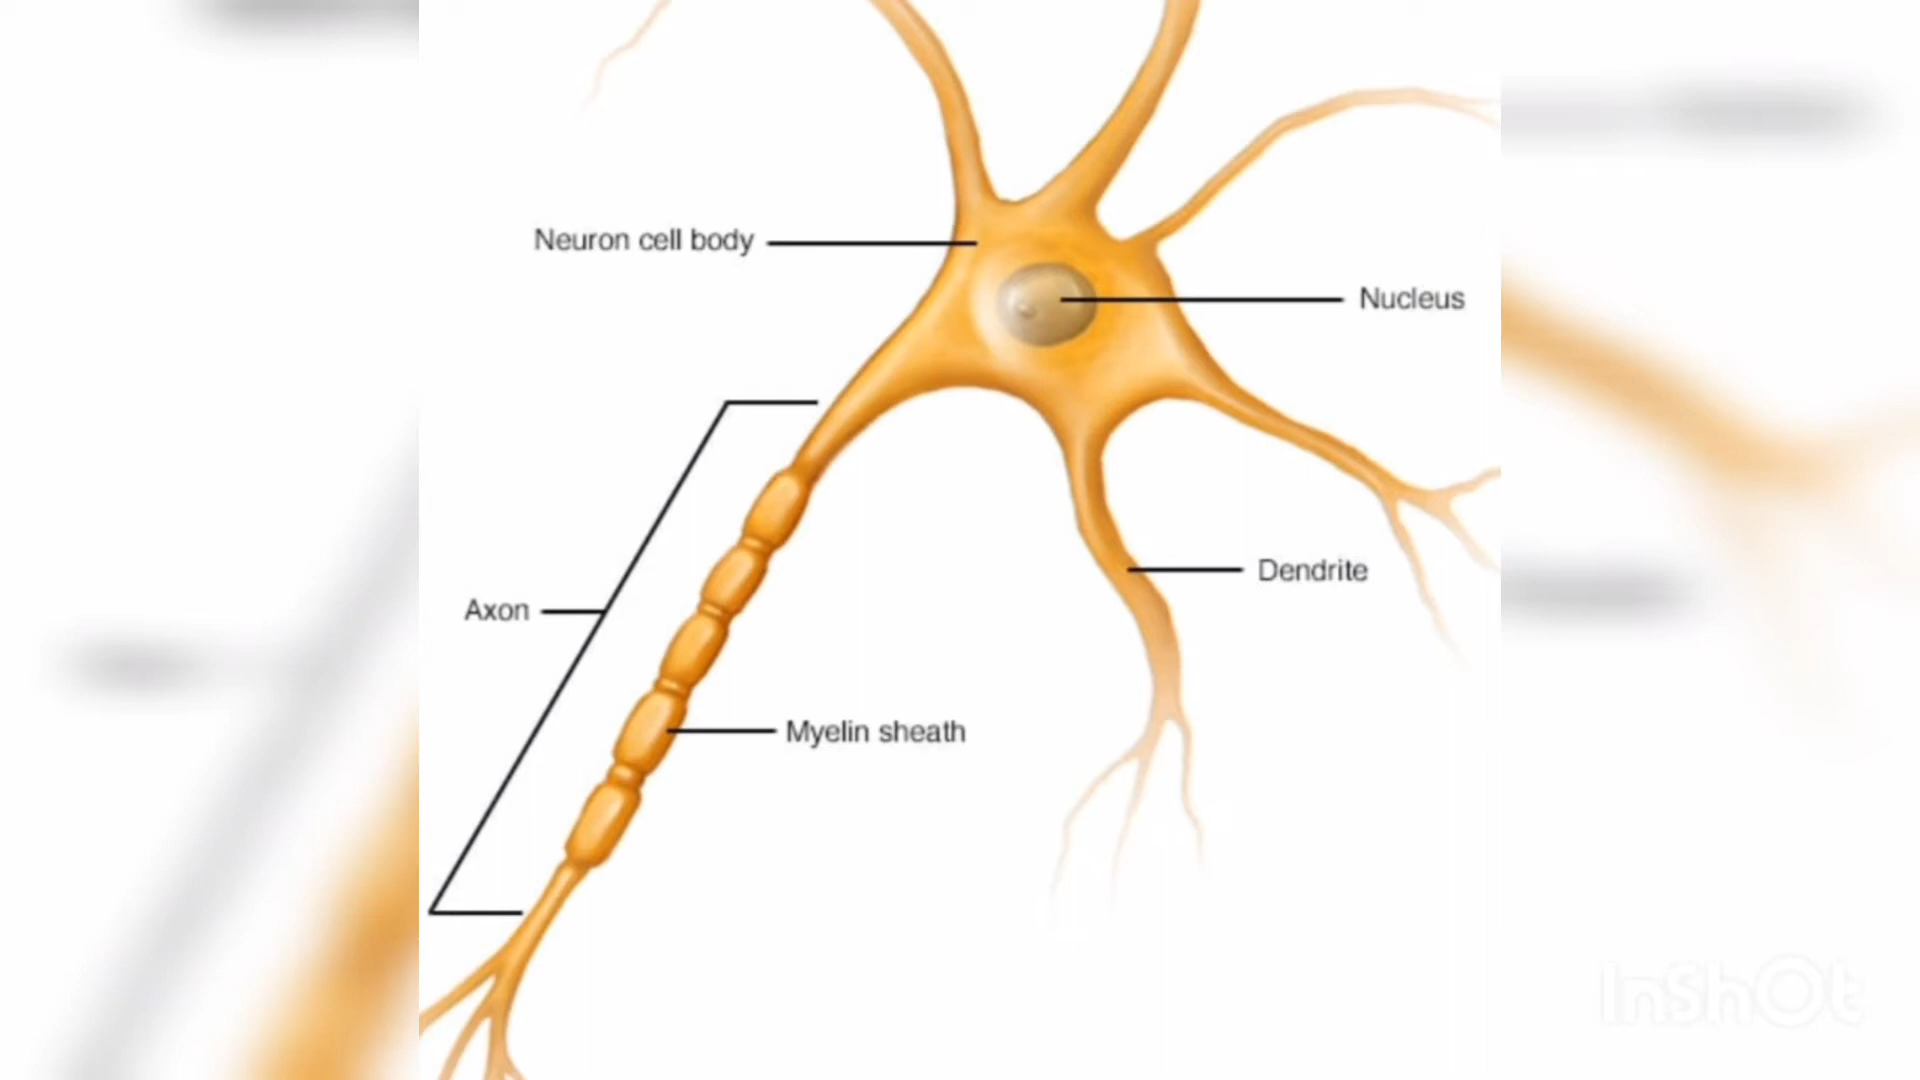 Neuron cell body
Nucleus
Dendrite
Axon
Myelin sheath
InShOt